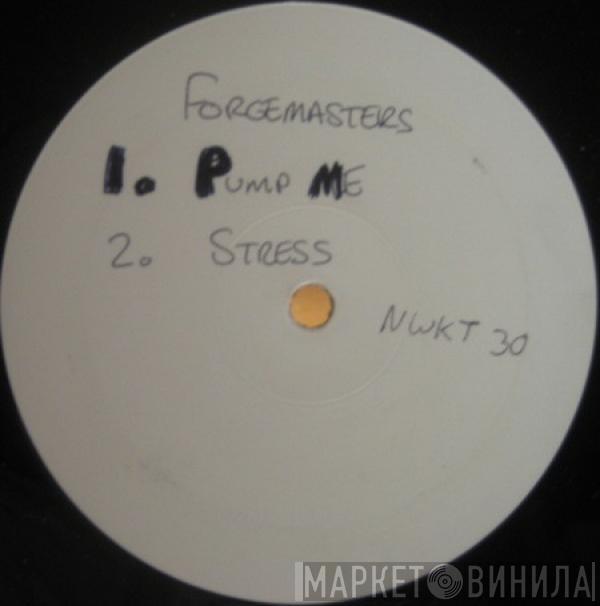 FORGEMASTERS
1. PUMP ME
2. STRESS
NWKT 30
МАРКЕТ ВИНИЛА